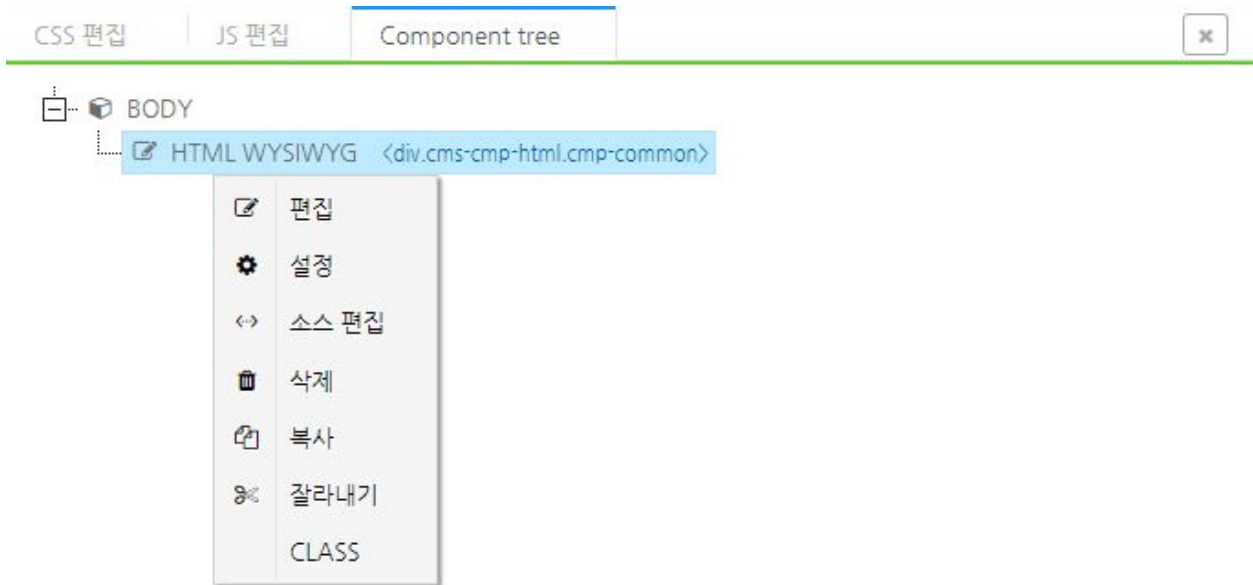 CSS 편집 JS 편집 Component tree
BODY
HTML WYSIWYG <div.cms-cmp-html.cmp-common>
편집
설정
소스 편집
삭제
복사
잘라내기
CLASS